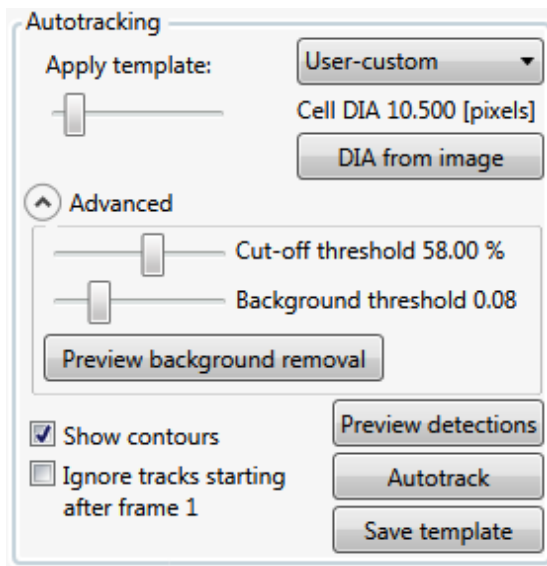 Autotracking
Apply template:
User-custom
Cell DIA 10.500 [pixels]
DIA from image
Advanced
Cut-off threshold 58.00 %
Background threshold 0.08
Preview background removal
Show contours
Preview detections
Ignore tracks starting
after frame 1
Autotrack
Save template